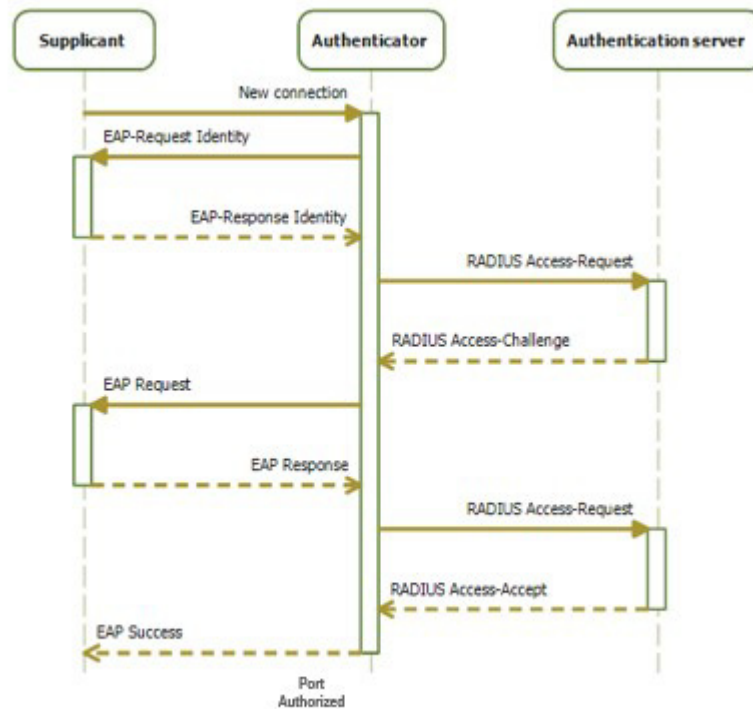 Supplicant
Authenticator
Authentication server
New connection
EAP-Request Identity
EAP-Response Identity
RADIUS Access-Request
RADIUS Access-Challenge
EAP Request
EAP Response
RADIUS Access-Request
RADIUS Access-Accept
EAP Success
Port
Authorized